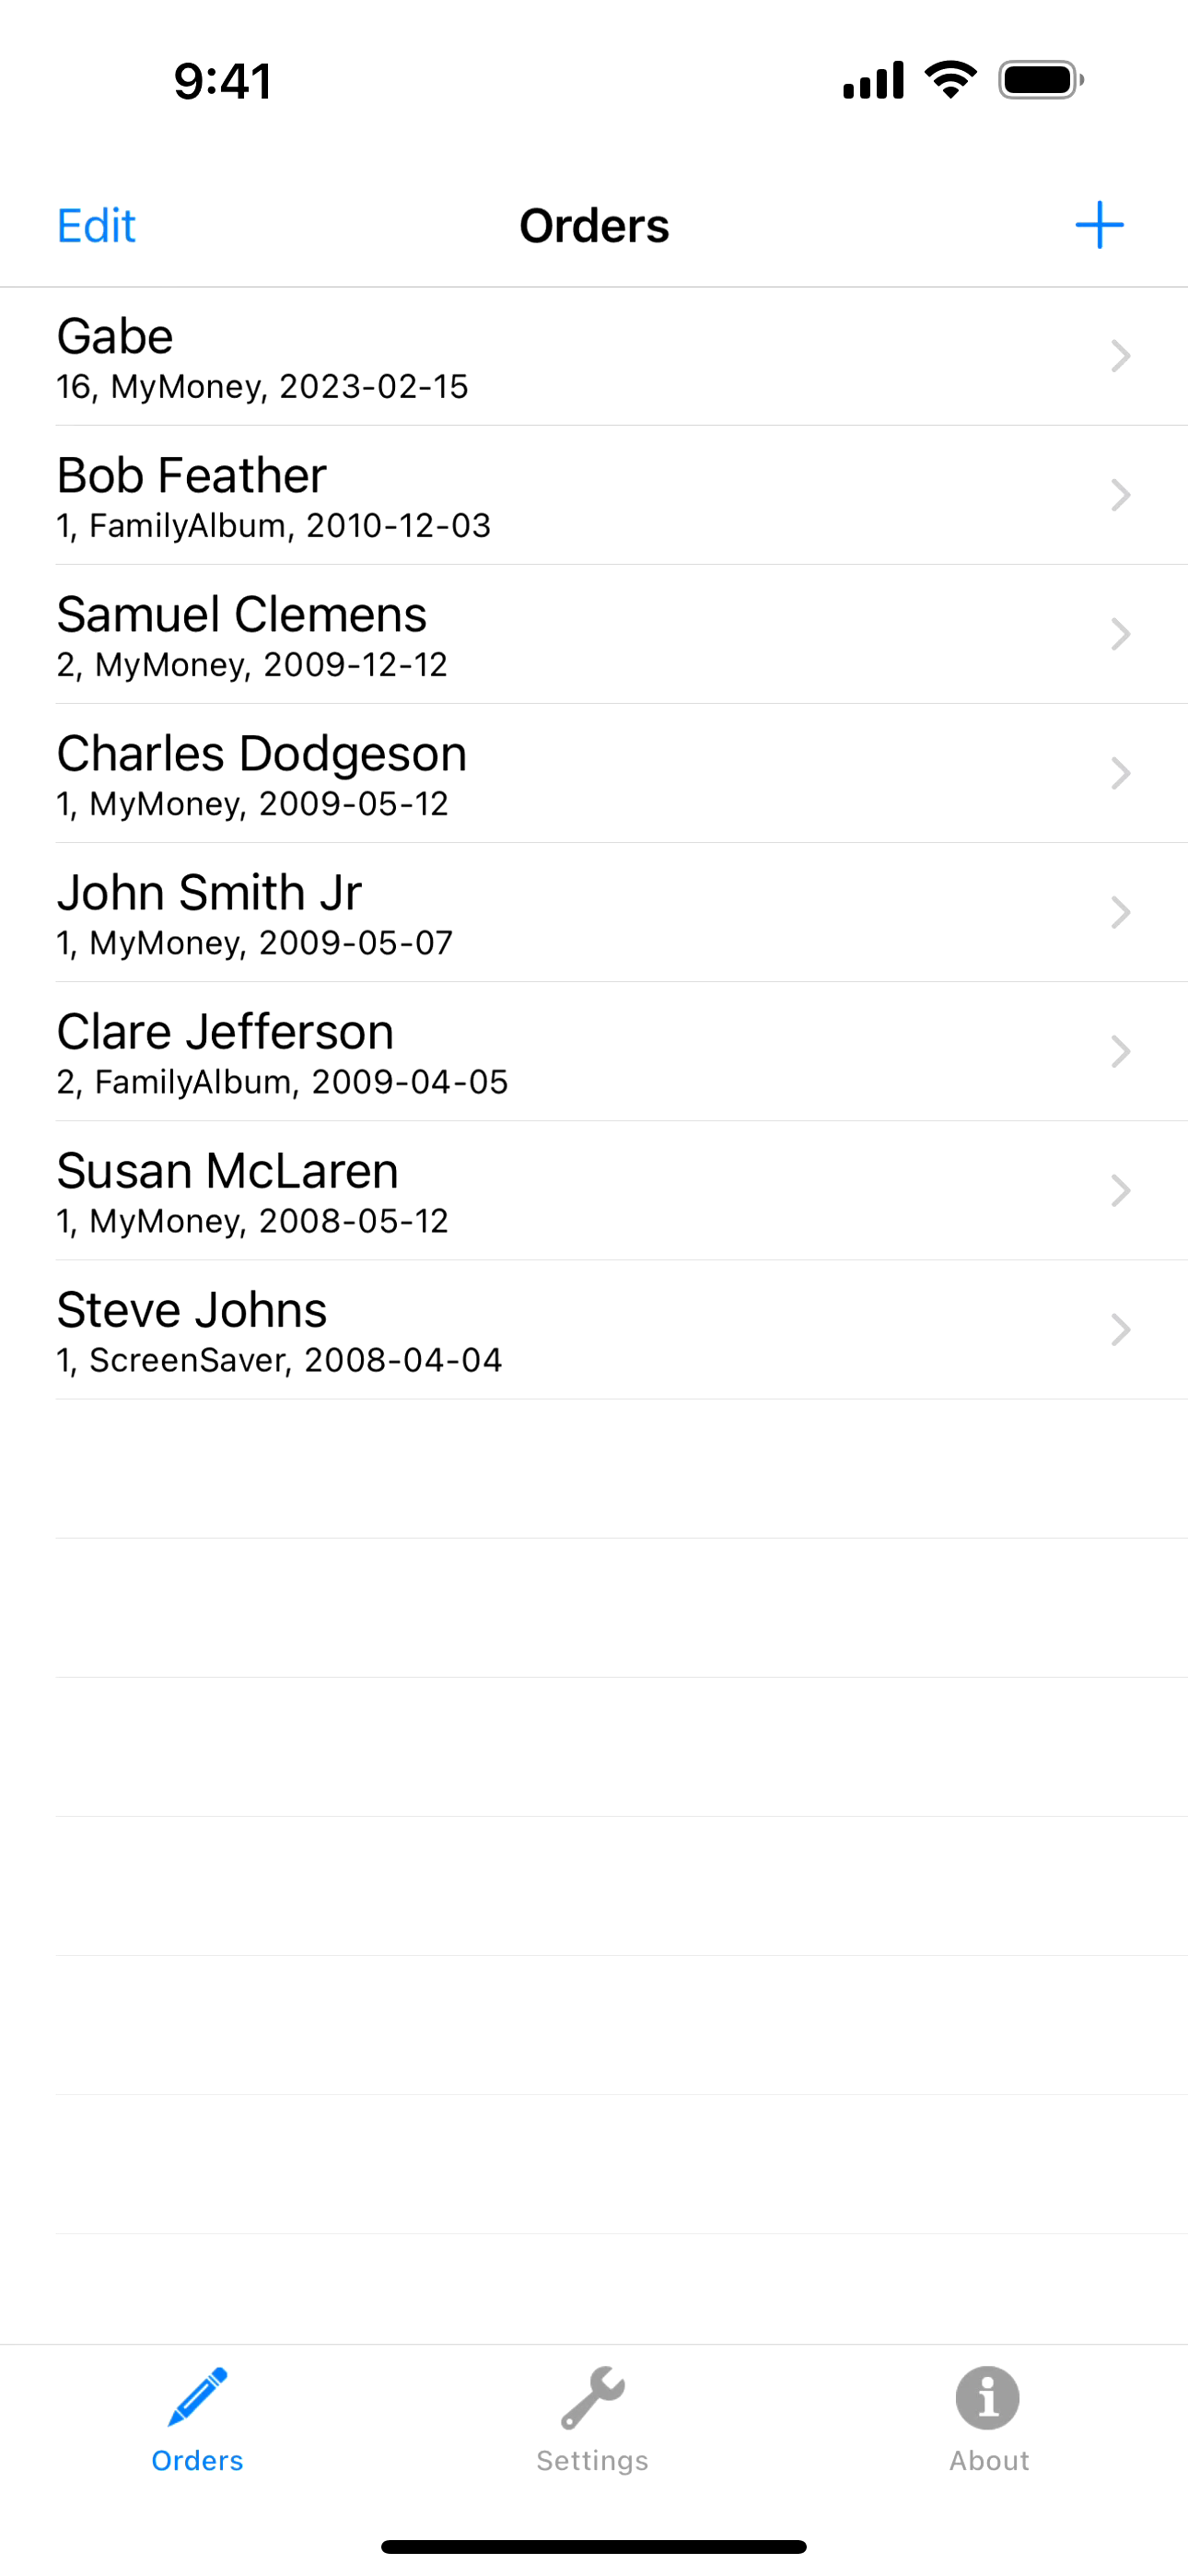 9:41
Edit
Orders
Gabe
16, MyMoney, 2023-02-15
Bob Feather
1, FamilyAlbum, 2010-12-03
Samuel Clemens
2, MyMoney, 2009-12-12
Charles Dodgeson
1, MyMoney, 2009-05-12
John Smith Jr
1, MyMoney, 2009-05-07
Clare Jefferson
2, FamilyAlbum, 2009-04-05
Susan McLaren
1, MyMoney, 2008-05-12
Steve Johns
1, ScreenSaver, 2008-04-04
Orders
Settings
About